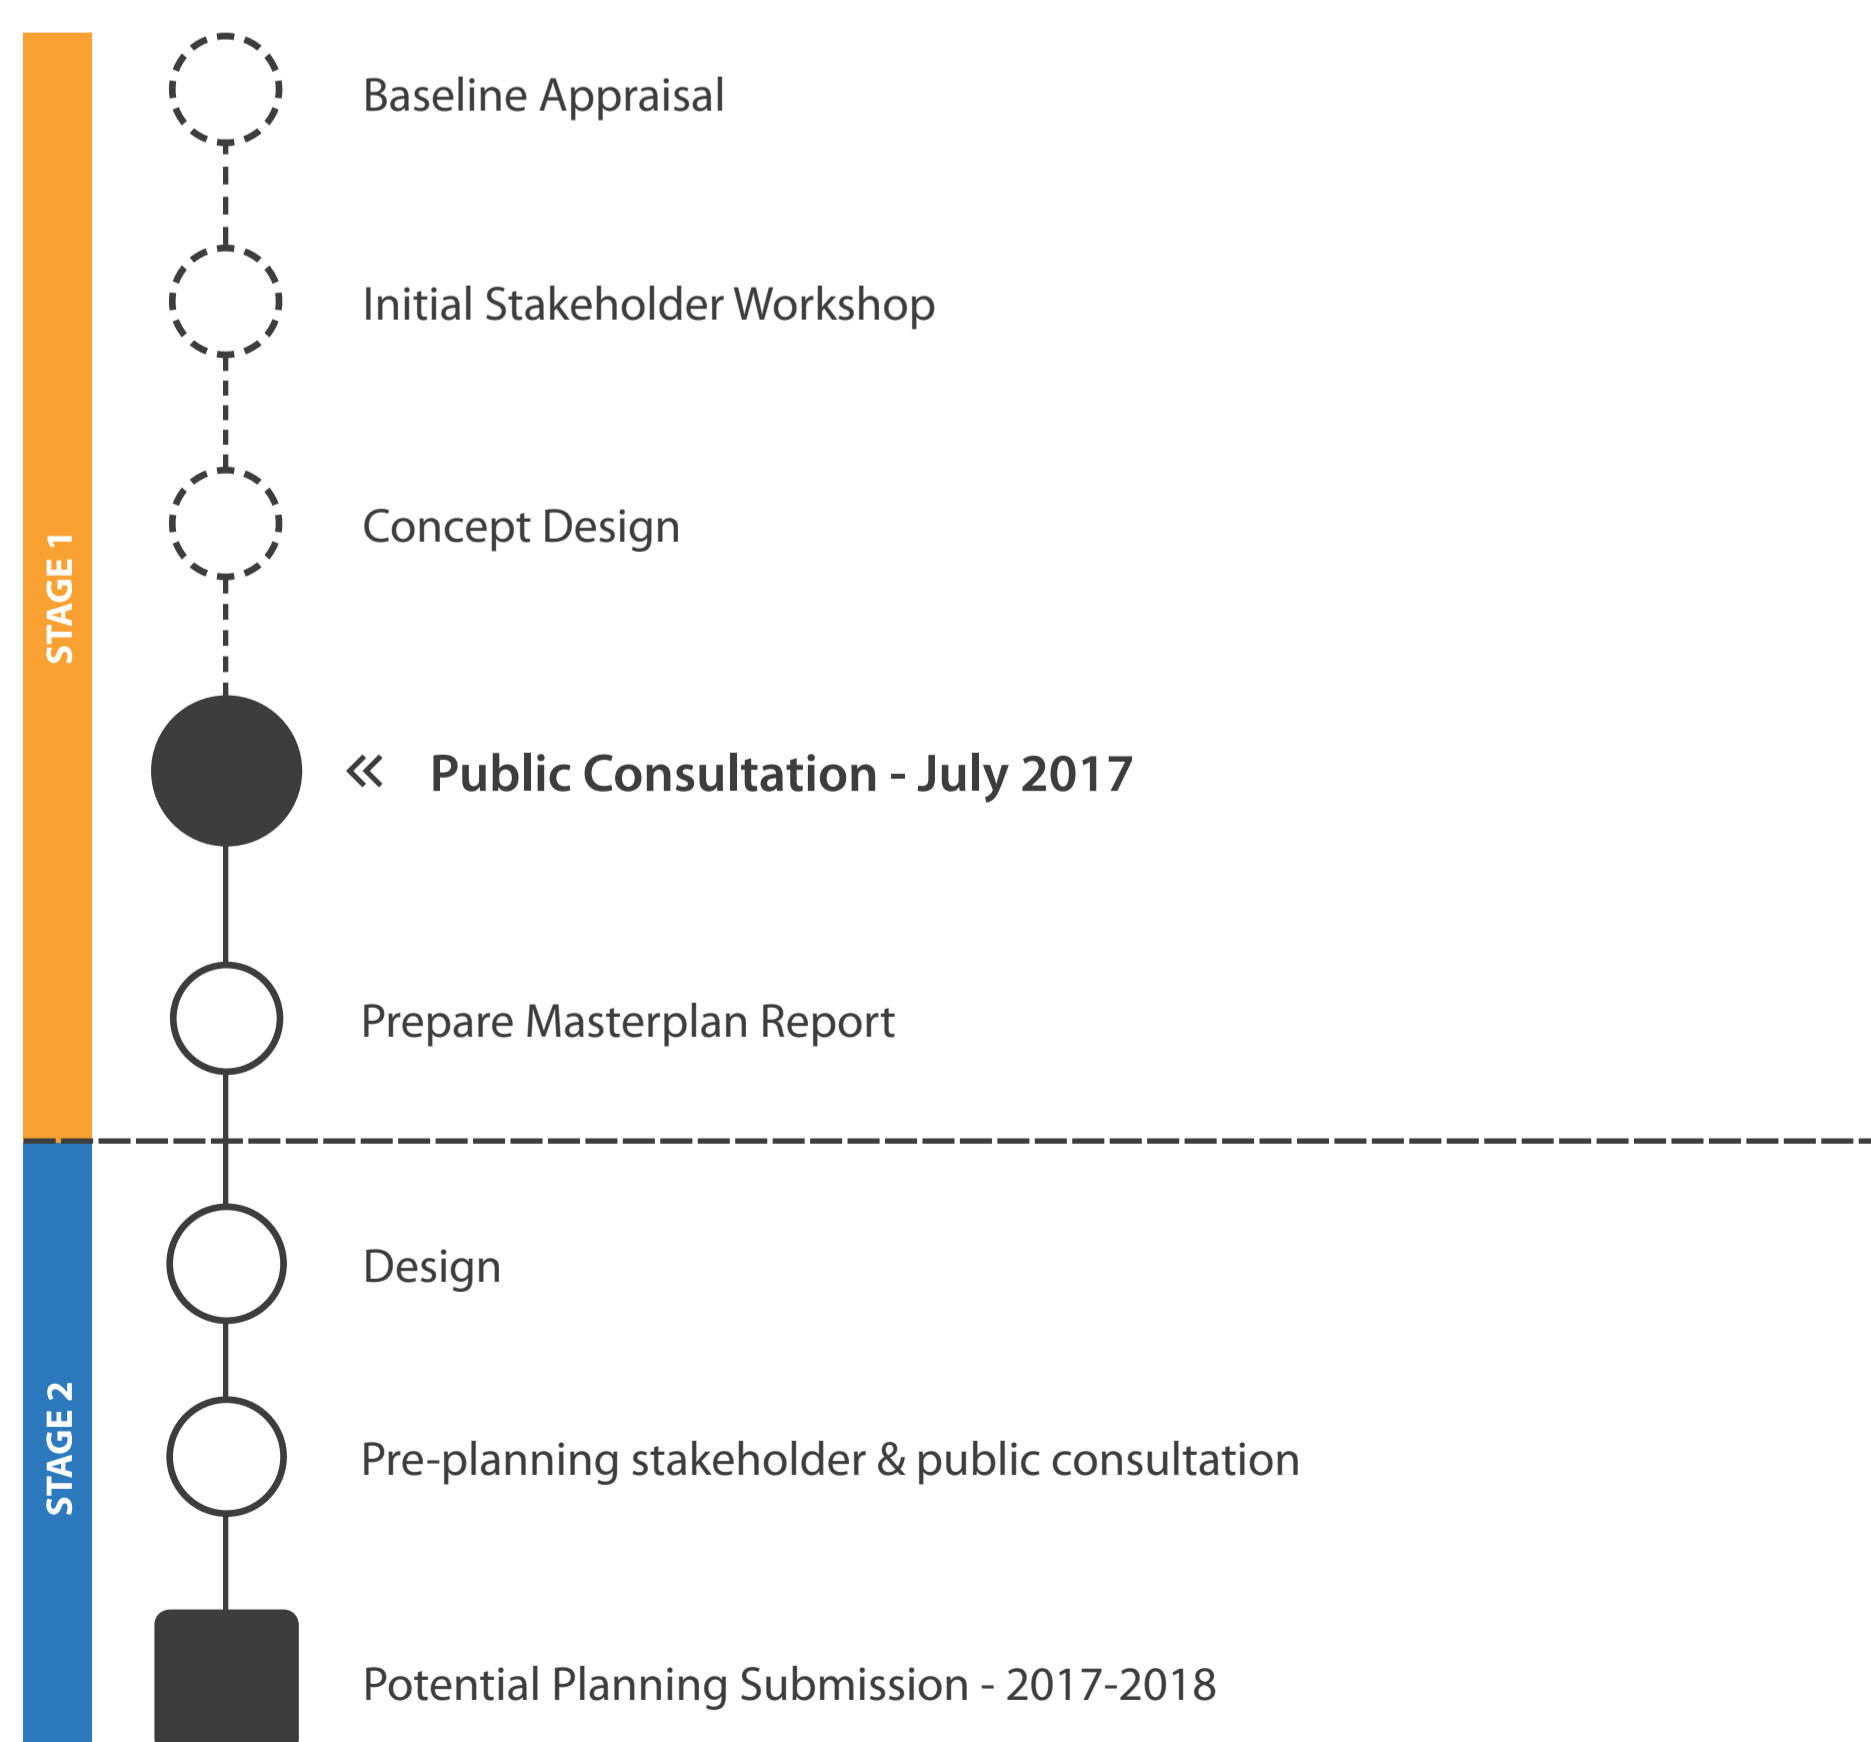 STAGE 1
Baseline Appraisal
Initial Stakeholder Workshop
Concept Design
« Public Consultation - July 2017
Prepare Masterplan Report
STAGE 2
Design
Pre-planning stakeholder & public consultation
Potential Planning Submission - 2017-2018